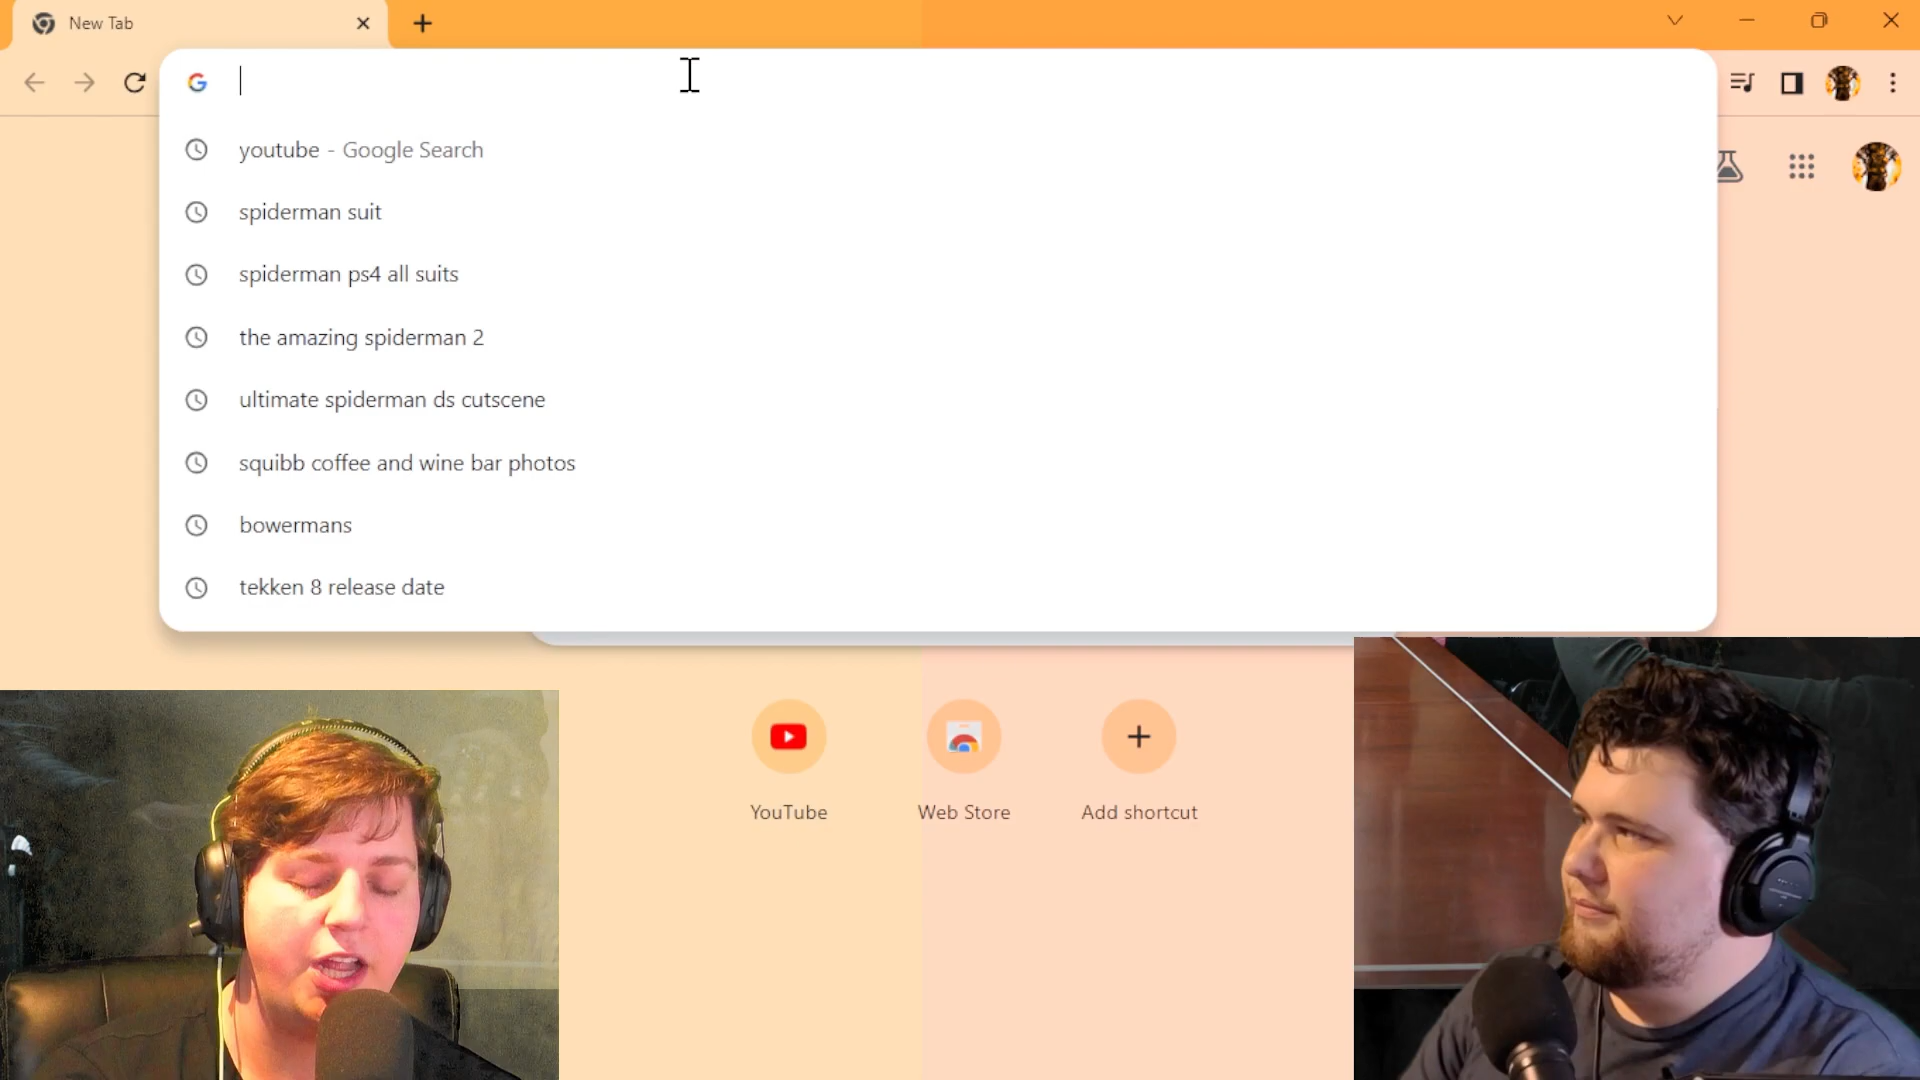 New Tab
youtube - Google Search
spiderman suit
spiderman ps4 all suits
the amazing spiderman 2
ultimate spiderman ds cutscene
squibb coffee and wine bar photos
bowermans
tekken 8 release date
YouTube
Web Store
Add shortcut